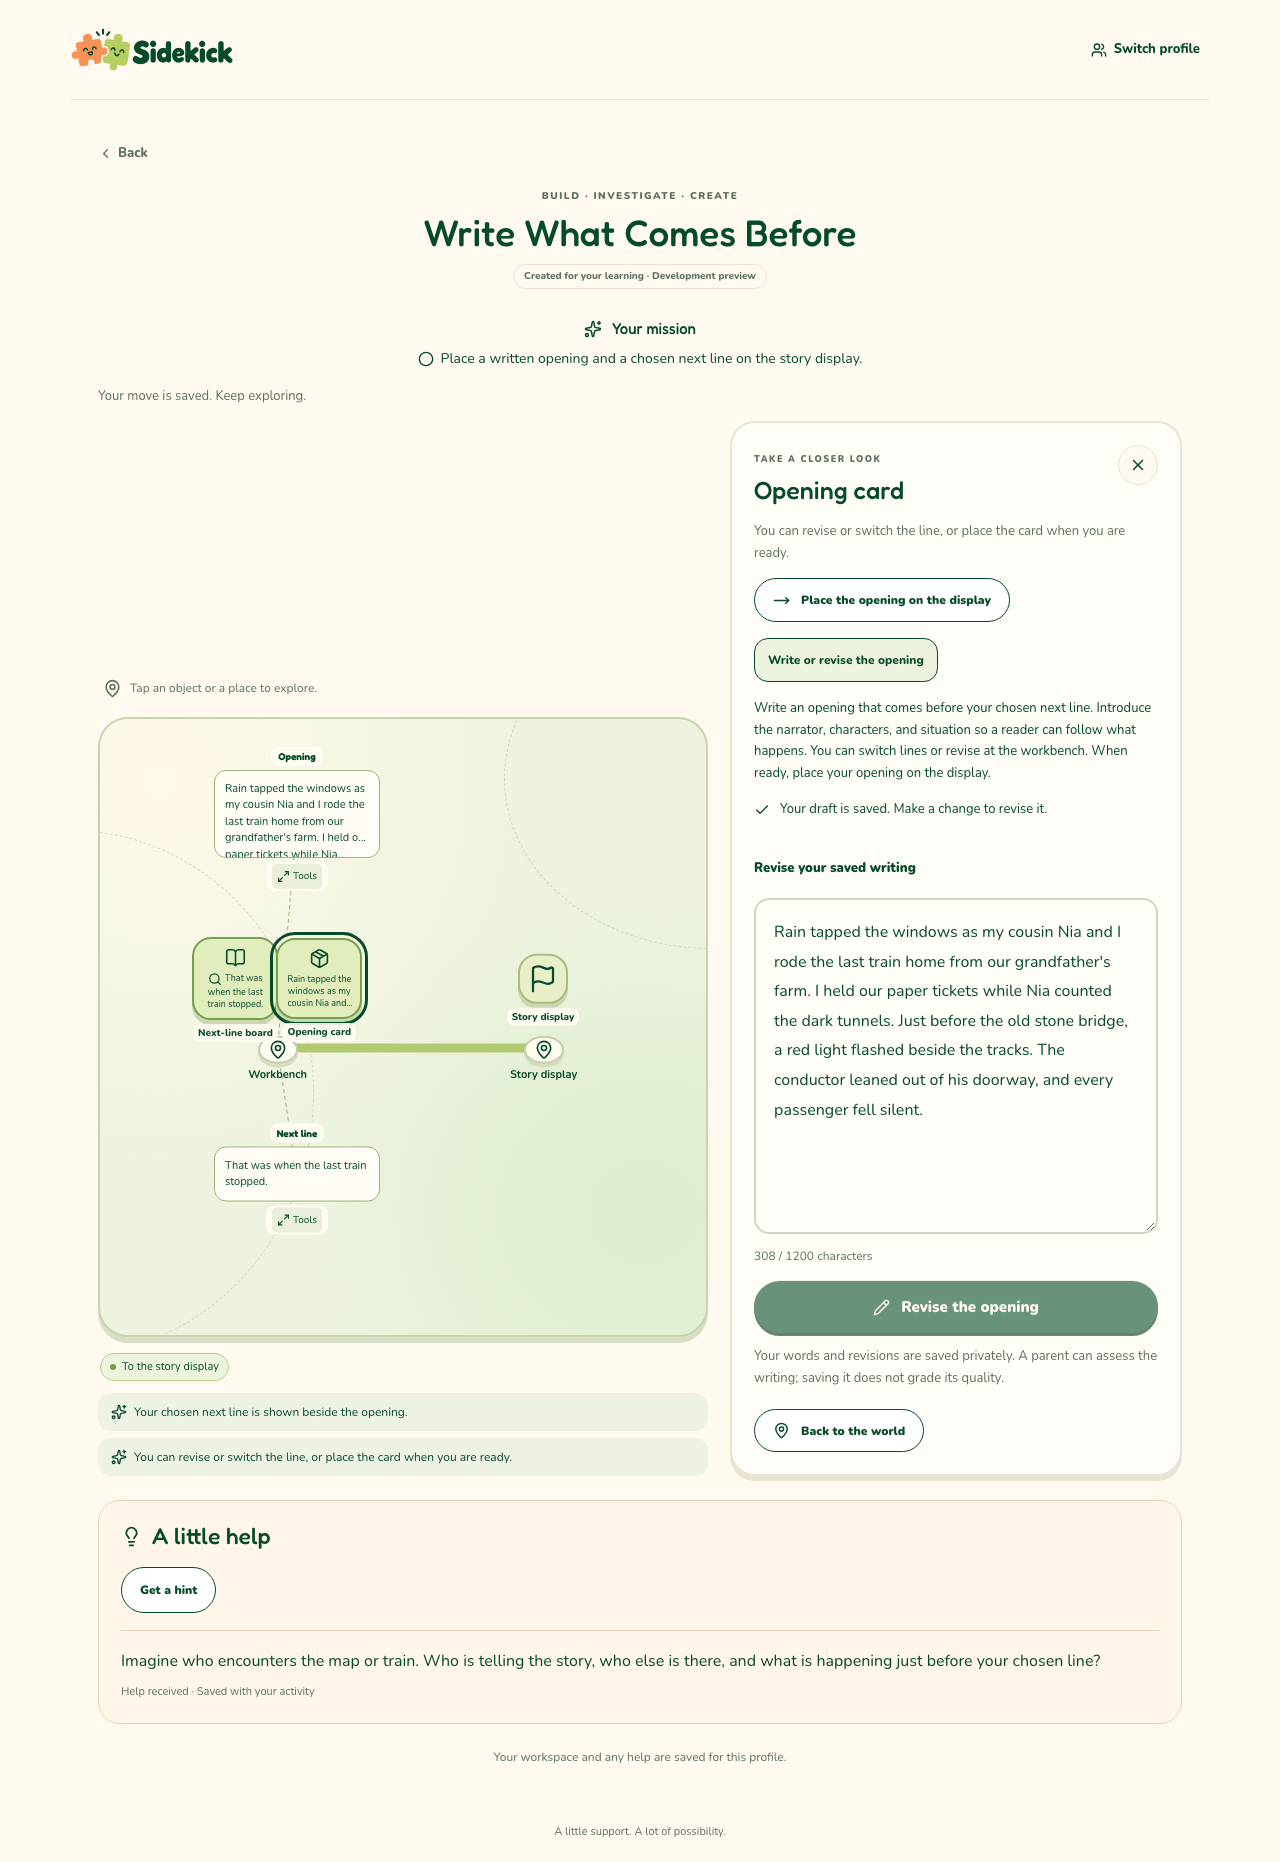 Sidekick
Switch profile
Back
BUILD · INVESTIGATE · CREATE
Write What Comes Before
Created for your learning · Development preview
Your mission
Place a written opening and a chosen next line on the story display.
Your move is saved. Keep exploring.
Tap an object or a place to explore.
Opening
Rain tapped the windows as
my cousin Nia and I rode the
last train home from our
grandfather's farm. I held o...
paper tickets while Nia
Tools
That was
when the last
train stopped.
Next-line board
Rain tapped the
windows as my
cousin Nia and...
Opening card
Story display
Workbench
Story display
Next line
That was when the last train
stopped.
Tools
To the story display
Your chosen next line is shown beside the opening.
You can revise or switch the line, or place the card when you are ready.
TAKE A CLOSER LOOK
Opening card
You can revise or switch the line, or place the card when you are
ready.
Place the opening on the display
Write or revise the opening
Write an opening that comes before your chosen next line. Introduce
the narrator, characters, and situation so a reader can follow what
happens. You can switch lines or revise at the workbench. When
ready, place your opening on the display.
Your draft is saved. Make a change to revise it.
Revise your saved writing
Rain tapped the windows as my cousin Nia and I
rode the last train home from our grandfather's
farm. I held our paper tickets while Nia counted
the dark tunnels. Just before the old stone bridge,
a red light flashed beside the tracks. The
conductor leaned out of his doorway, and every
passenger fell silent.
308 / 1200 characters
Revise the opening
Your words and revisions are saved privately. A parent can assess the
writing; saving it does not grade its quality.
Back to the world
A little help
Get a hint
Imagine who encounters the map or train. Who is telling the story, who else is there, and what is happening just before your chosen line?
Help received · Saved with your activity
Your workspace and any help are saved for this profile.
A little support. A lot of possibility.